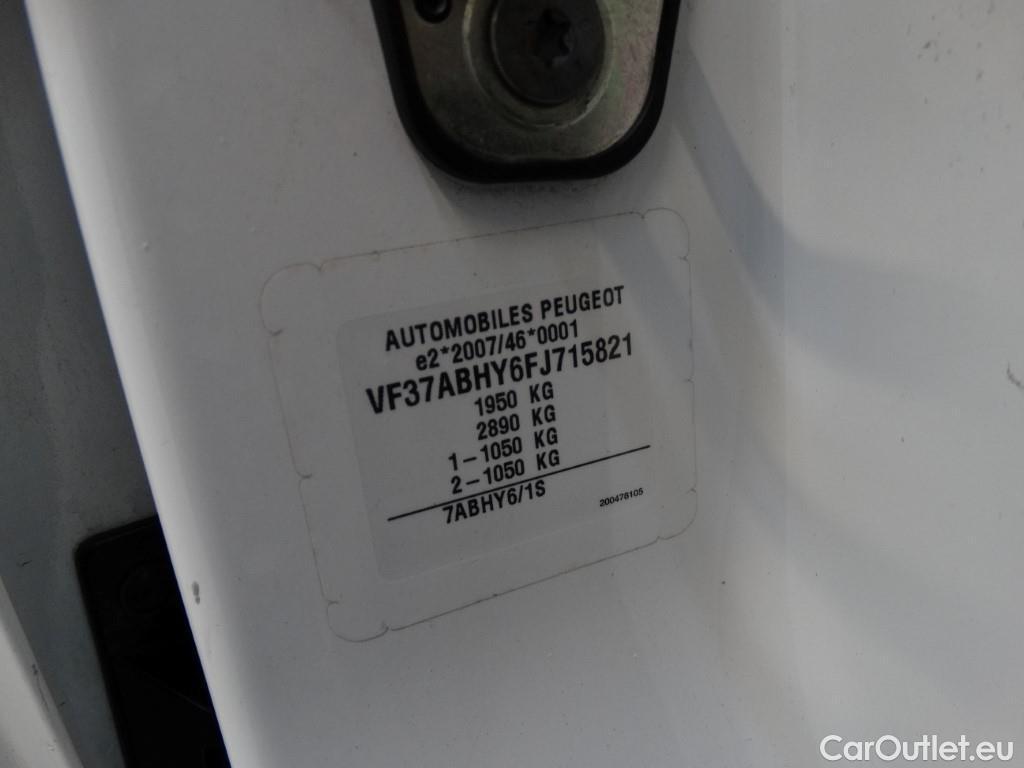 AUTOMOBILES PEUGEOT
e2*2007/46*0001
VF37ABHY6FJ715821
1950 KG
2890 KG
1-1050 KG
2-1050 KG
7ABHY6/1S
200476105
CarOutlet.eu